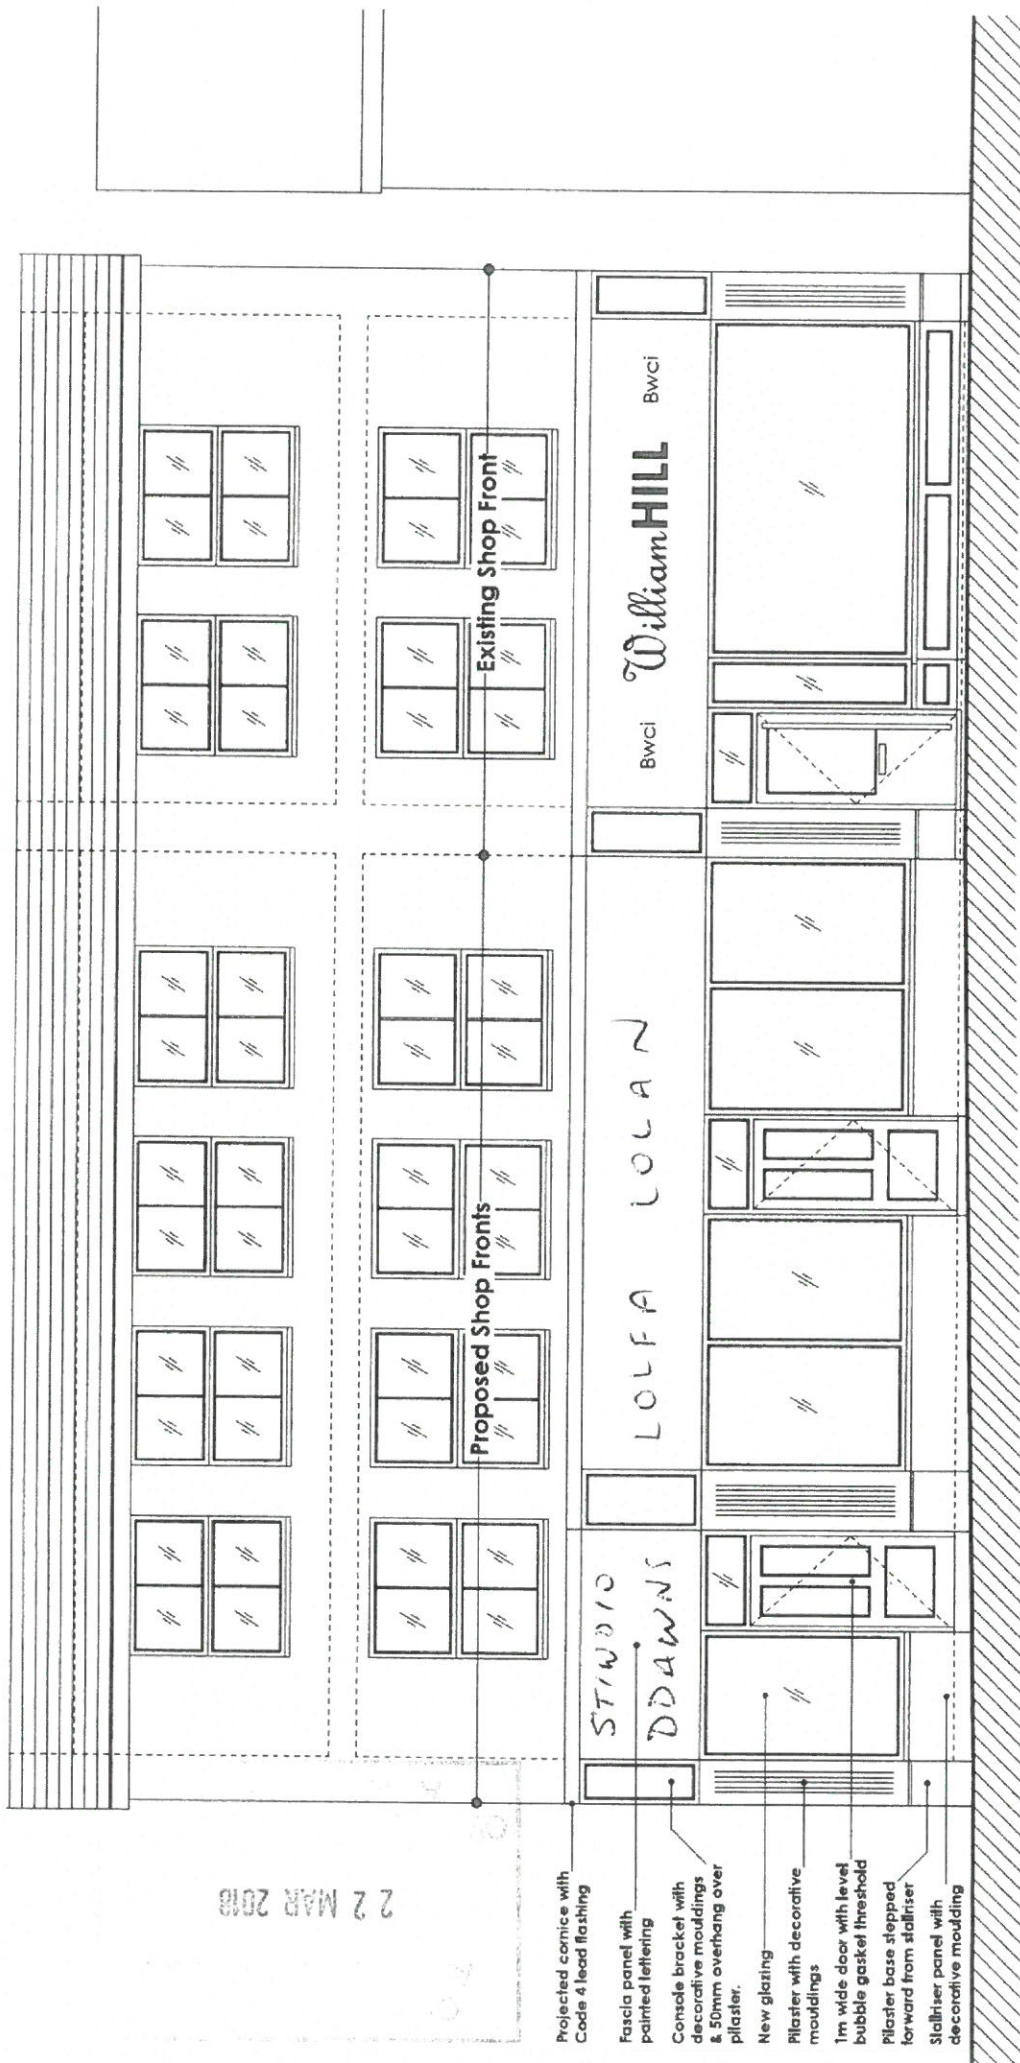 Existing Shop Front
Proposed Shop Fronts
STIWDIO
DDAWNS
LOLFA LOLAN
Bwci
William HILL
Bwci
Projected cornice with
Code 4 lead flashing
Fascia panel with
painted lettering
Console bracket with
decorative mouldings
& 50mm overhang over
pilaster.
New glazing
Pilaster with decorative
mouldings
1m wide door with level
bubble gasket threshold
Pilaster base stepped
forward from stallriser
Stallriser panel with
decorative moulding
22 MAR 2018